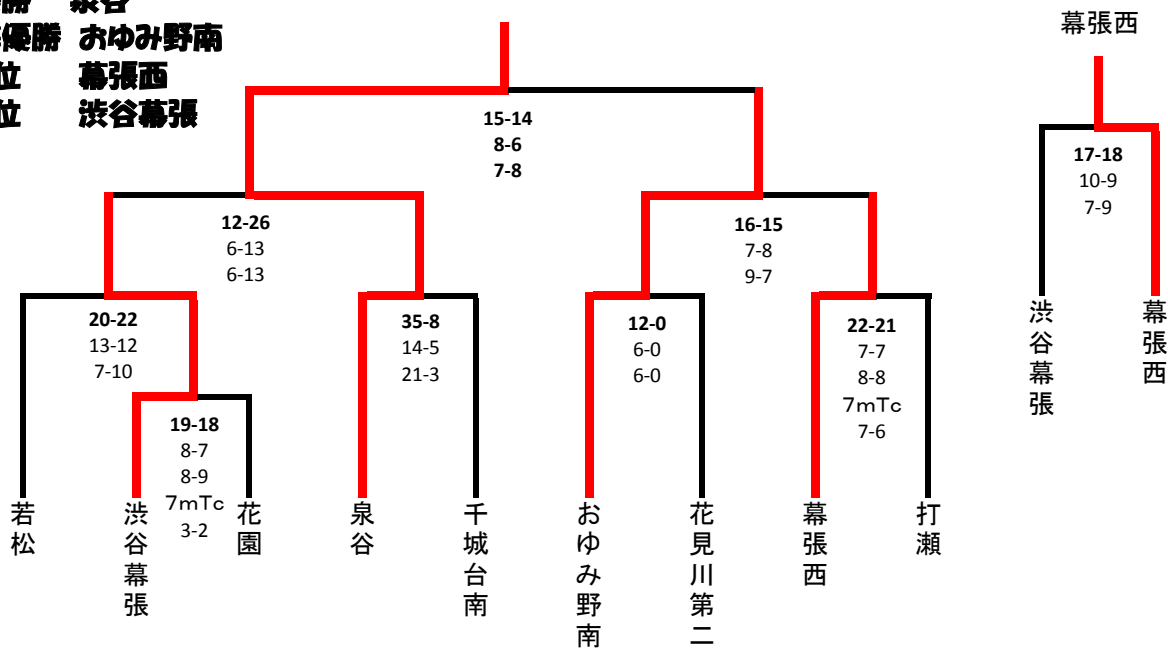 勝 泉谷
優勝 おゆみ野南
位 幕張西
位 渋谷幕張
幕張西
15-14
8-6
7-8
17-18
10-9
7-9
12-26
6-13
6-13
16-15
7-8
9-7
20-22
13-12
7-10
35-8
14-5
21-3
12-0
6-0
6-0
22-21
7-7
8-8
7mTc
7-6
19-18
8-7
8-9
7mTc
3-2
若松
渋谷幕張
花園
泉谷
千城台南
おゆみ野南
花見川第二
幕張西
打瀬
渋谷幕張
幕張西